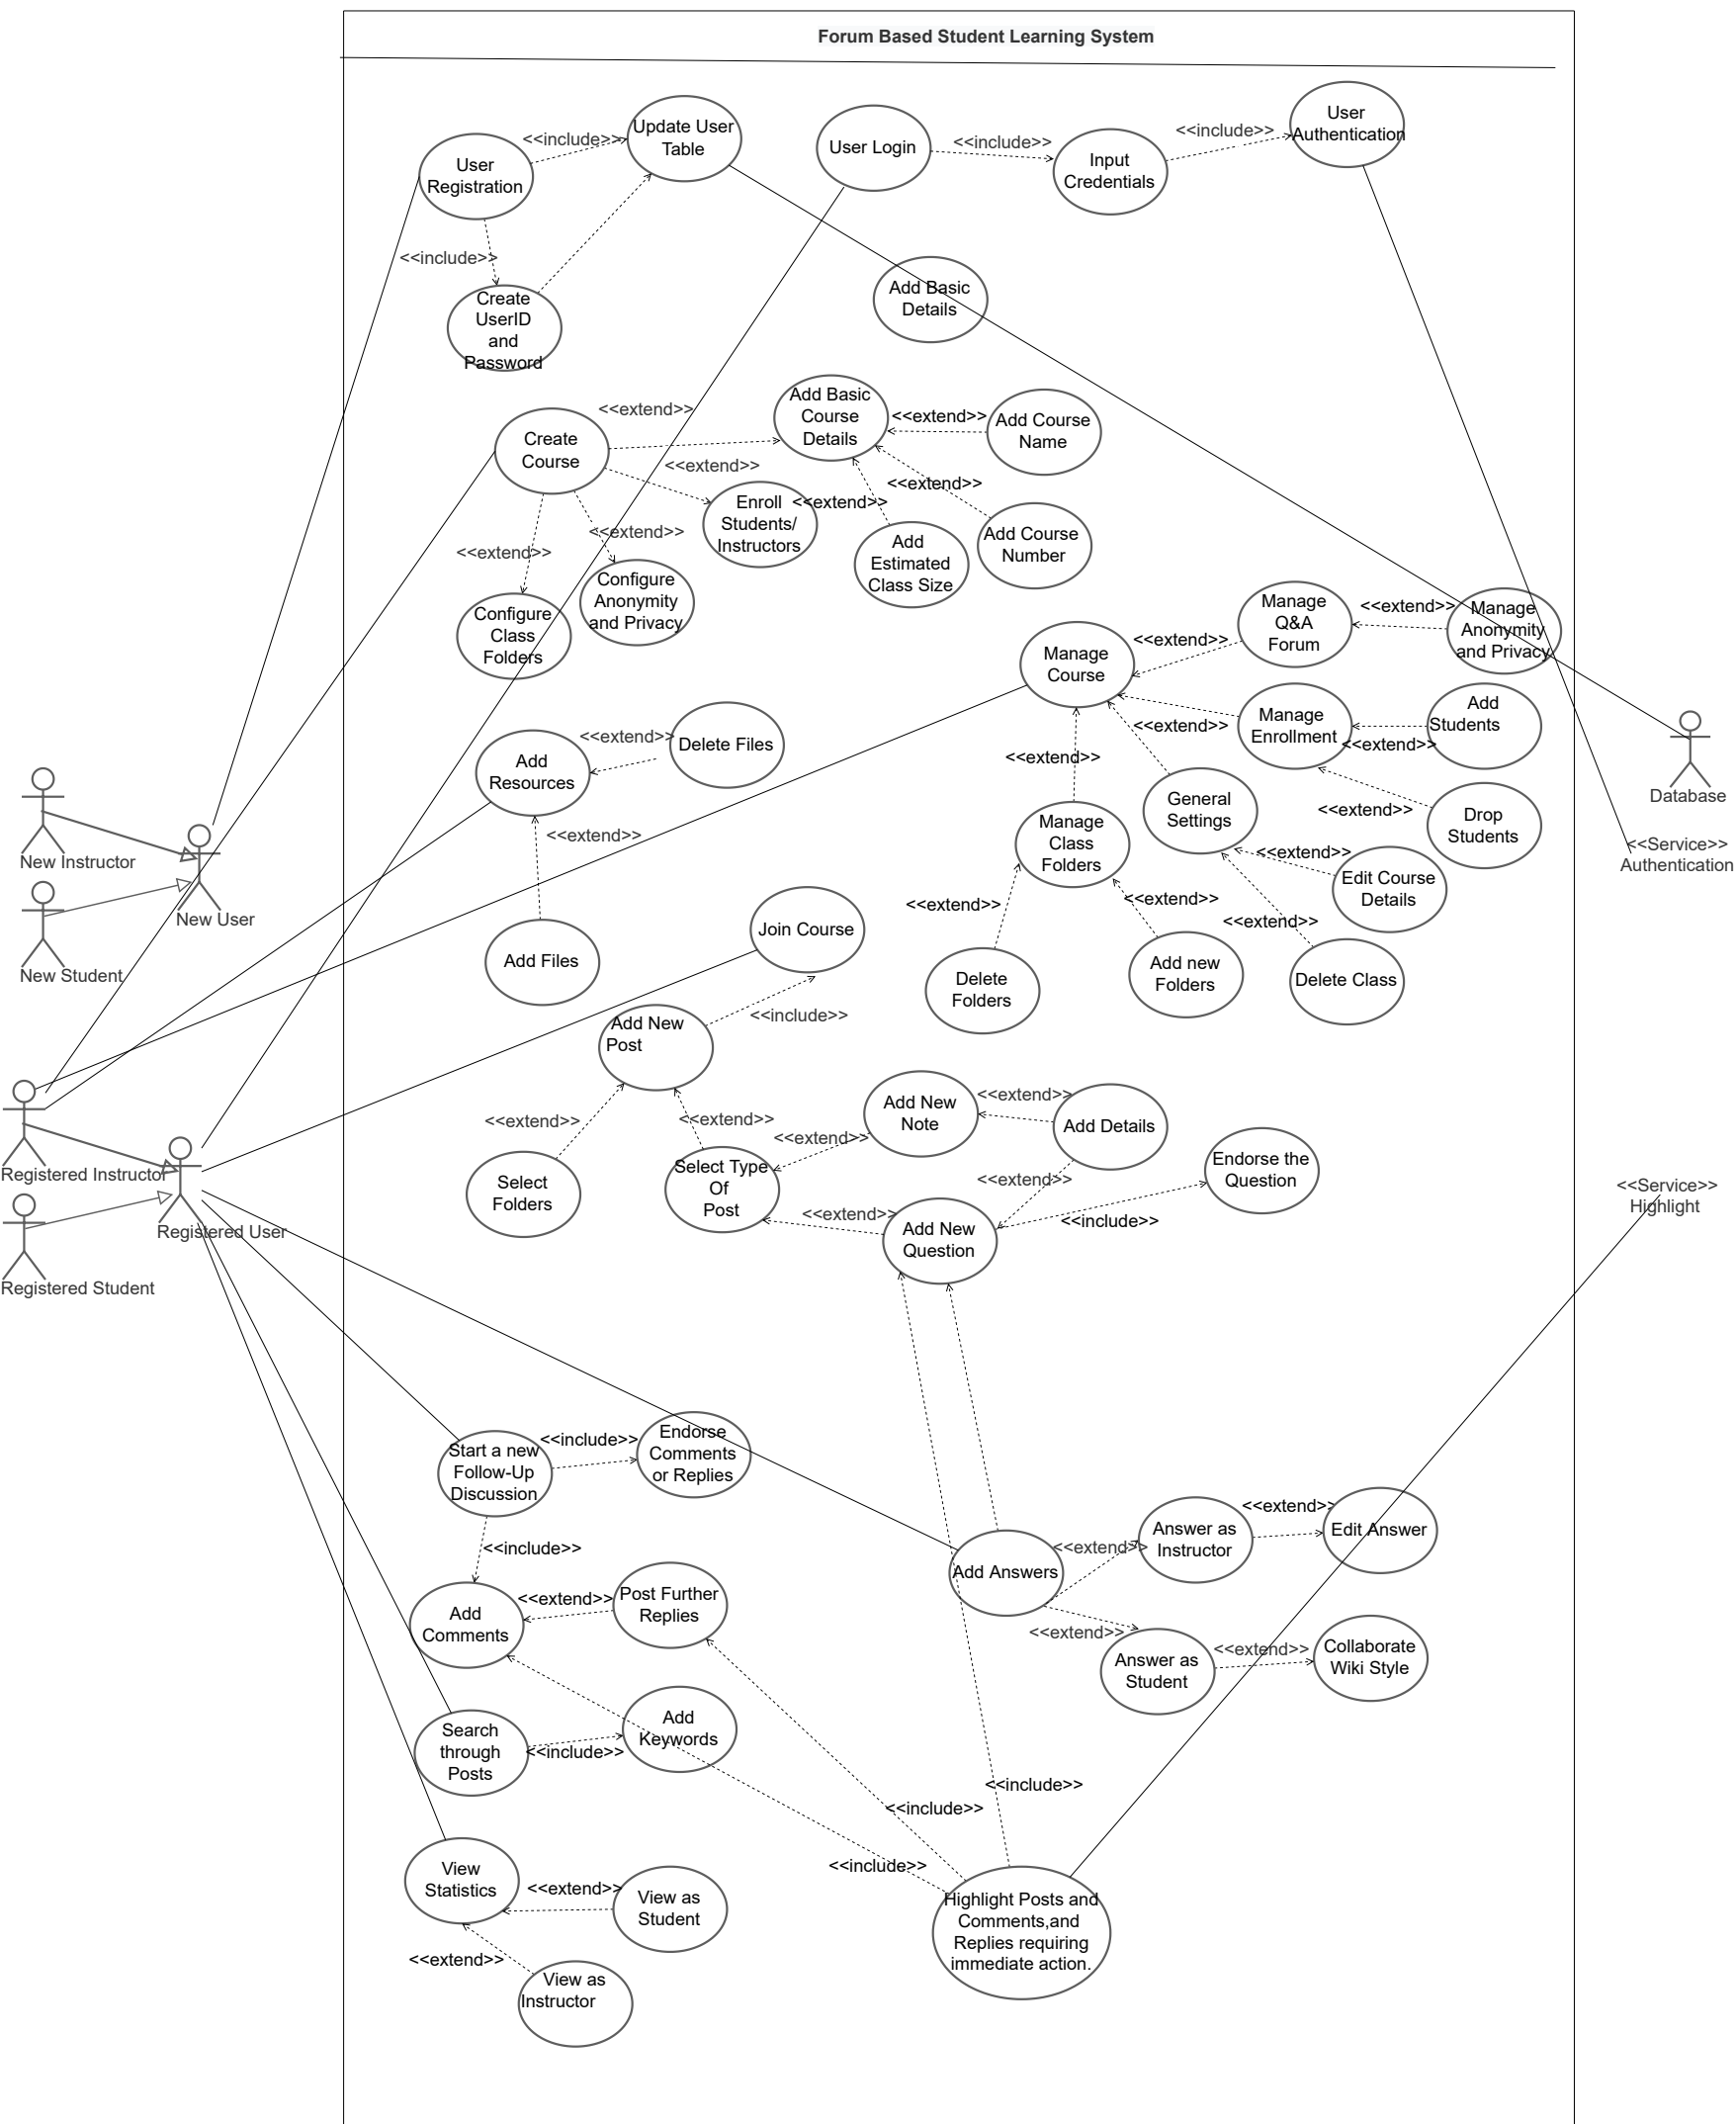 Forum Based Student Learning System
<<include>>
Update User
Table
User
Registration
<<include>>
Create
UserID
and
Password
User Login
<<include>>
Input
Credentials
<<include>>
User
Authentication
Add Basic
Details
Create
Course
<<extend>>
<<extend>>
<<extend>>
<<extend>>
Add Basic
Course
Details
<<extend>>
Add Course
Name
<<extend>>
Add Course
Number
<<extend>>
Add
Estimated
Class Size
Enroll
Students/
Instructors
Configure
Anonymity
and Privacy
Configure
Class
Folders
Manage
Course
<<extend>>
Manage
Q&A
Forum
<<extend>>
Manage
Anonymity
and Privacy
<<extend>>
Manage
Enrollment
<<extend>>
Add
Students
<<extend>>
Drop
Students
<<extend>>
General
Settings
<<extend>>
Edit Course
Details
<<extend>>
Delete Class
Manage
Class
Folders
<<extend>>
Delete
Folders
<<extend>>
Add new
Folders
Add
Resources
<<extend>>
Delete Files
<<extend>>
Add Files
New Instructor
New Student
New User
Database
<<Service>>
Authentication
Join Course
<<include>>
Add New
Post
<<extend>>
Select
Folders
<<extend>>
Select Type
Of
Post
<<extend>>
Add New
Note
<<extend>>
Add Details
<<extend>>
<<extend>>
Add New
Question
<<include>>
Endorse the
Question
Registered Instructor
Registered Student
Registered User
<<Service>>
Highlight
Start a new
Follow-Up
Discussion
<<include>>
Endorse
Comments
or Replies
<<include>>
Add
Comments
<<extend>>
Post Further
Replies
Add Answers
<<extend>>
Answer as
Instructor
<<extend>>
Edit Answer
<<extend>>
Answer as
Student
<<extend>>
Collaborate
Wiki Style
Search
through
Posts
<<include>>
Add
Keywords
<<include>>
<<include>>
<<include>>
Highlight Posts and
Comments,and
Replies requiring
immediate action.
View
Statistics
<<extend>>
View as
Student
<<extend>>
View as
Instructor